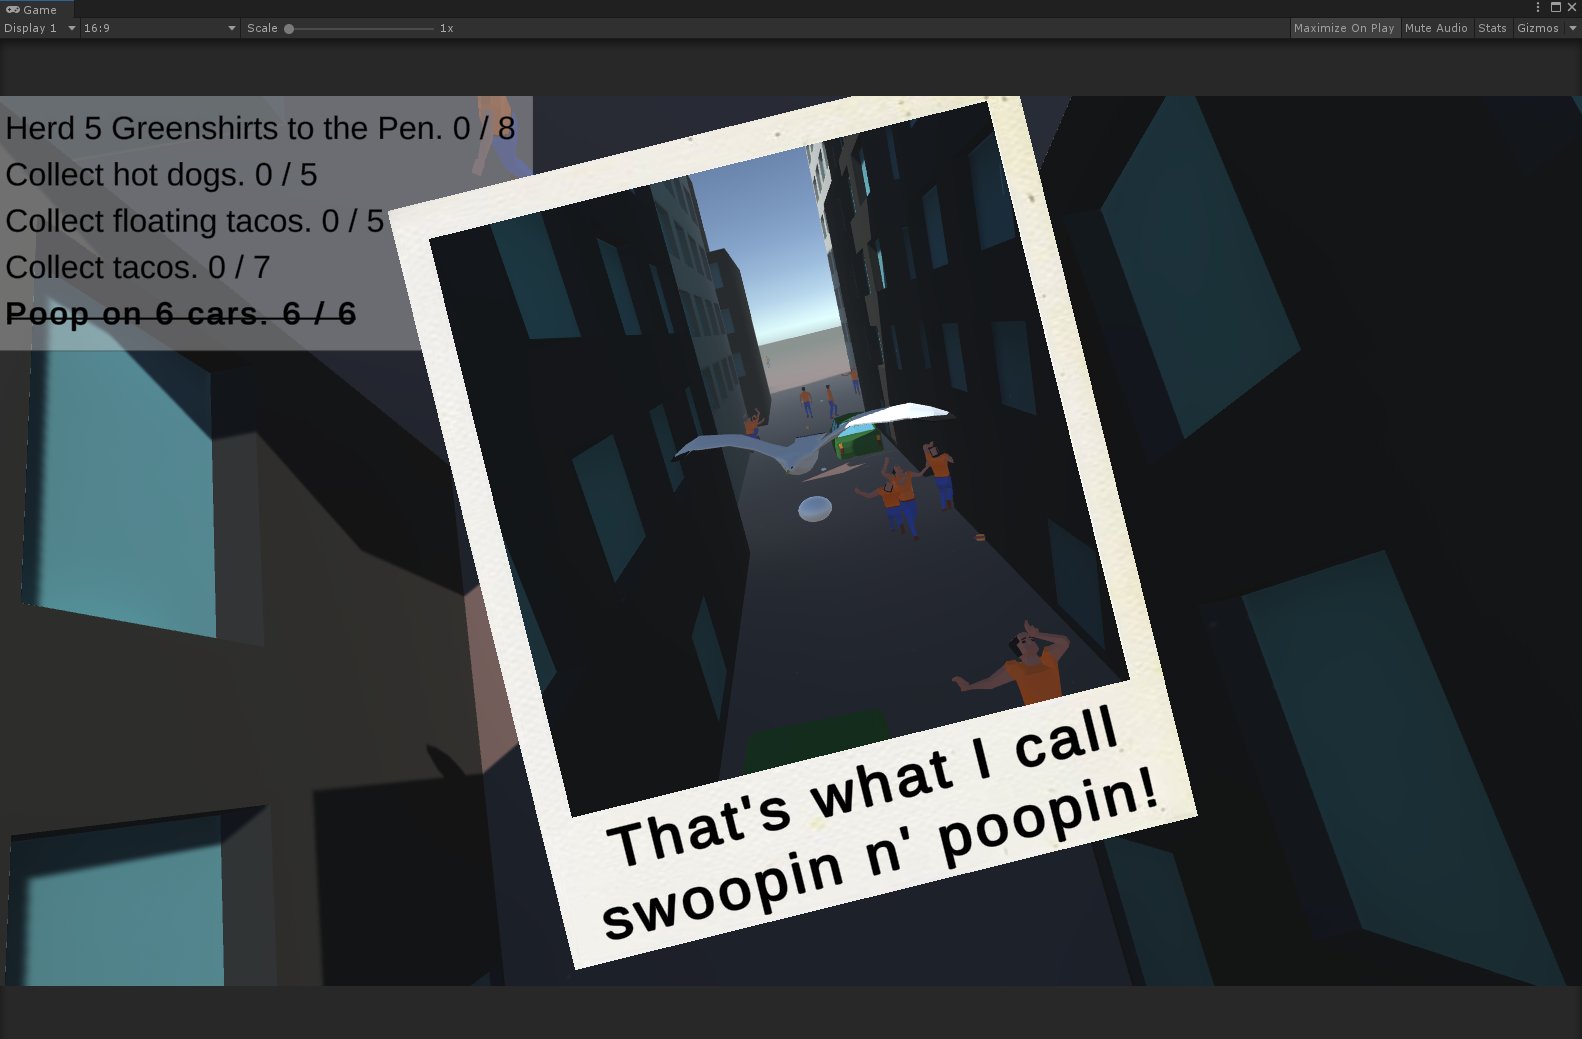 Game
Display 1 16:9 Scale 1x Maximize On Play Mute Audio Stats Gizmos
Herd 5 Greenshirts to the Pen. 0 / 8
Collect hot dogs. 0 / 5
Collect floating tacos. 0 / 5
Collect tacos. 0 / 7
Poop on 6 cars. 6 / 6
That's what I call
swoopin n' poopin!